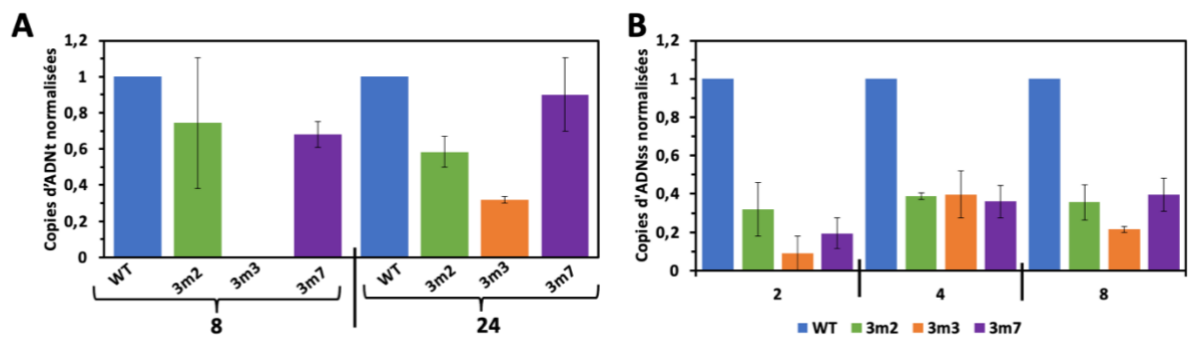 A
Copies d'ADNt normalisées
1,2
1
0,8
0,6
0,4
0,2
0
WT 3m2 3m3 3m7 WT 3m2 3m3 3m7
8 24
B
Copies d'ADNss normalisées
1,2
1
0,8
0,6
0,4
0,2
0
2 4 8
WT 3m2 3m3 3m7